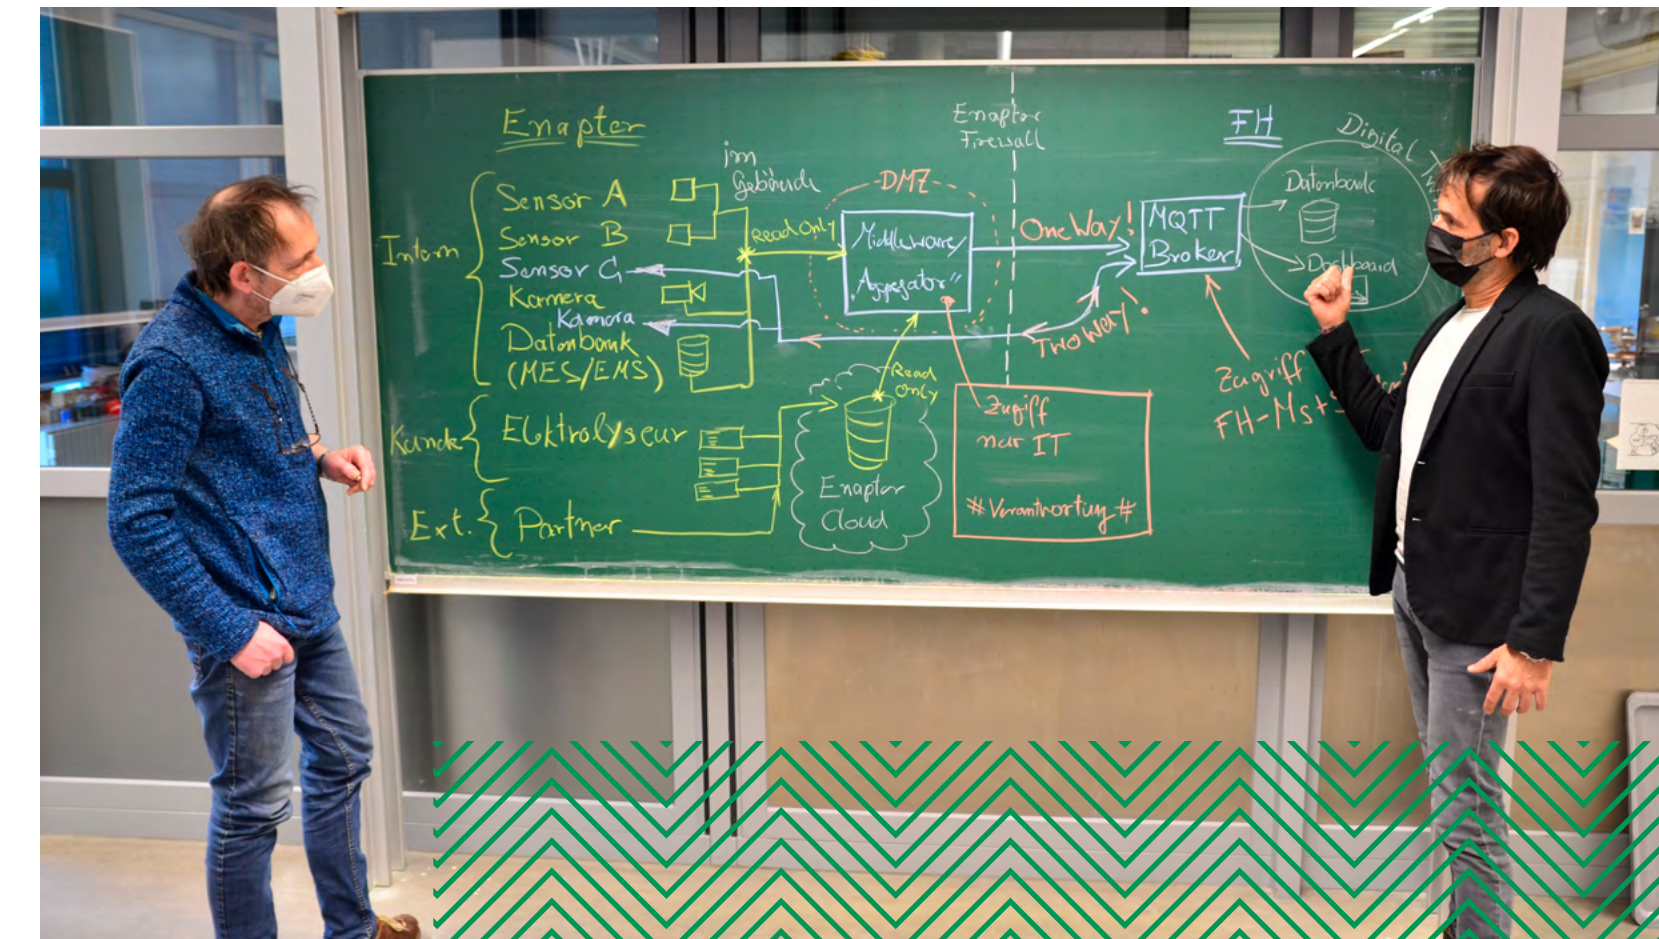 Enapter
im
Gebäude
Enapter
Firewall
FH
Digital
Intern
Sensor A
Sensor B
Sensor C
Kamera
Kamera
Datenbank
(MES/EMS)
Read Only
DMZ
Middleware/
"Aggregator"
One Way!
Two Way!
MQTT
Broker
Datenbank
Dashboard
Zugriff
FH-Ms+S
Kunde
Elektrolyseur
Ext.
Partner
Read
Only
Enapter
Cloud
Zugriff
nur IT
#Verantwortung#